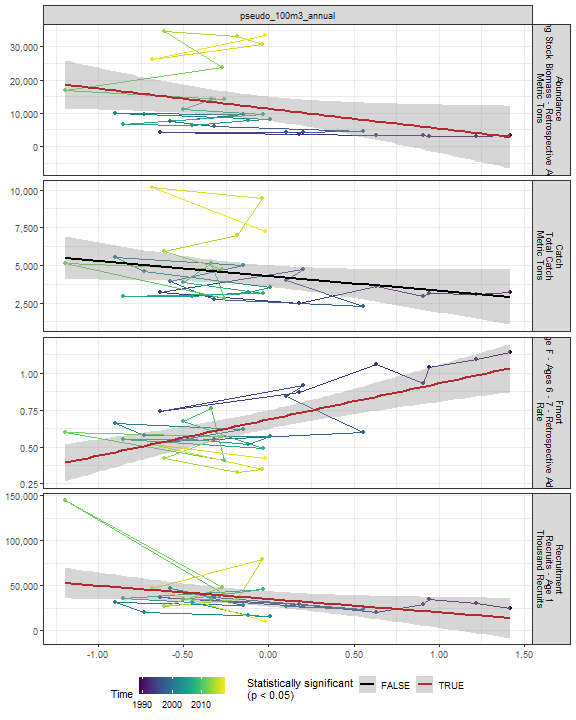 pseudo_100m3_annual
30,000
20,000
10,000
0
Abundance
ng Stock Biomass - Retrospective A
Metric Tons
10,000
7,500
5,000
2,500
Catch
Total Catch
Metric Tons
1.00
0.75
0.50
0.25
Fmort
ge F - Ages 6 - 7 - Retrospective Ad
Rate
150,000
100,000
50,000
0
Recruitment
Recruits - Age 1
Thousand Recruits
-1.00 -0.50 0.00 0.50 1.00 1.50
Time
1990 2000 2010
Statistically significant
(p < 0.05)
FALSE
TRUE